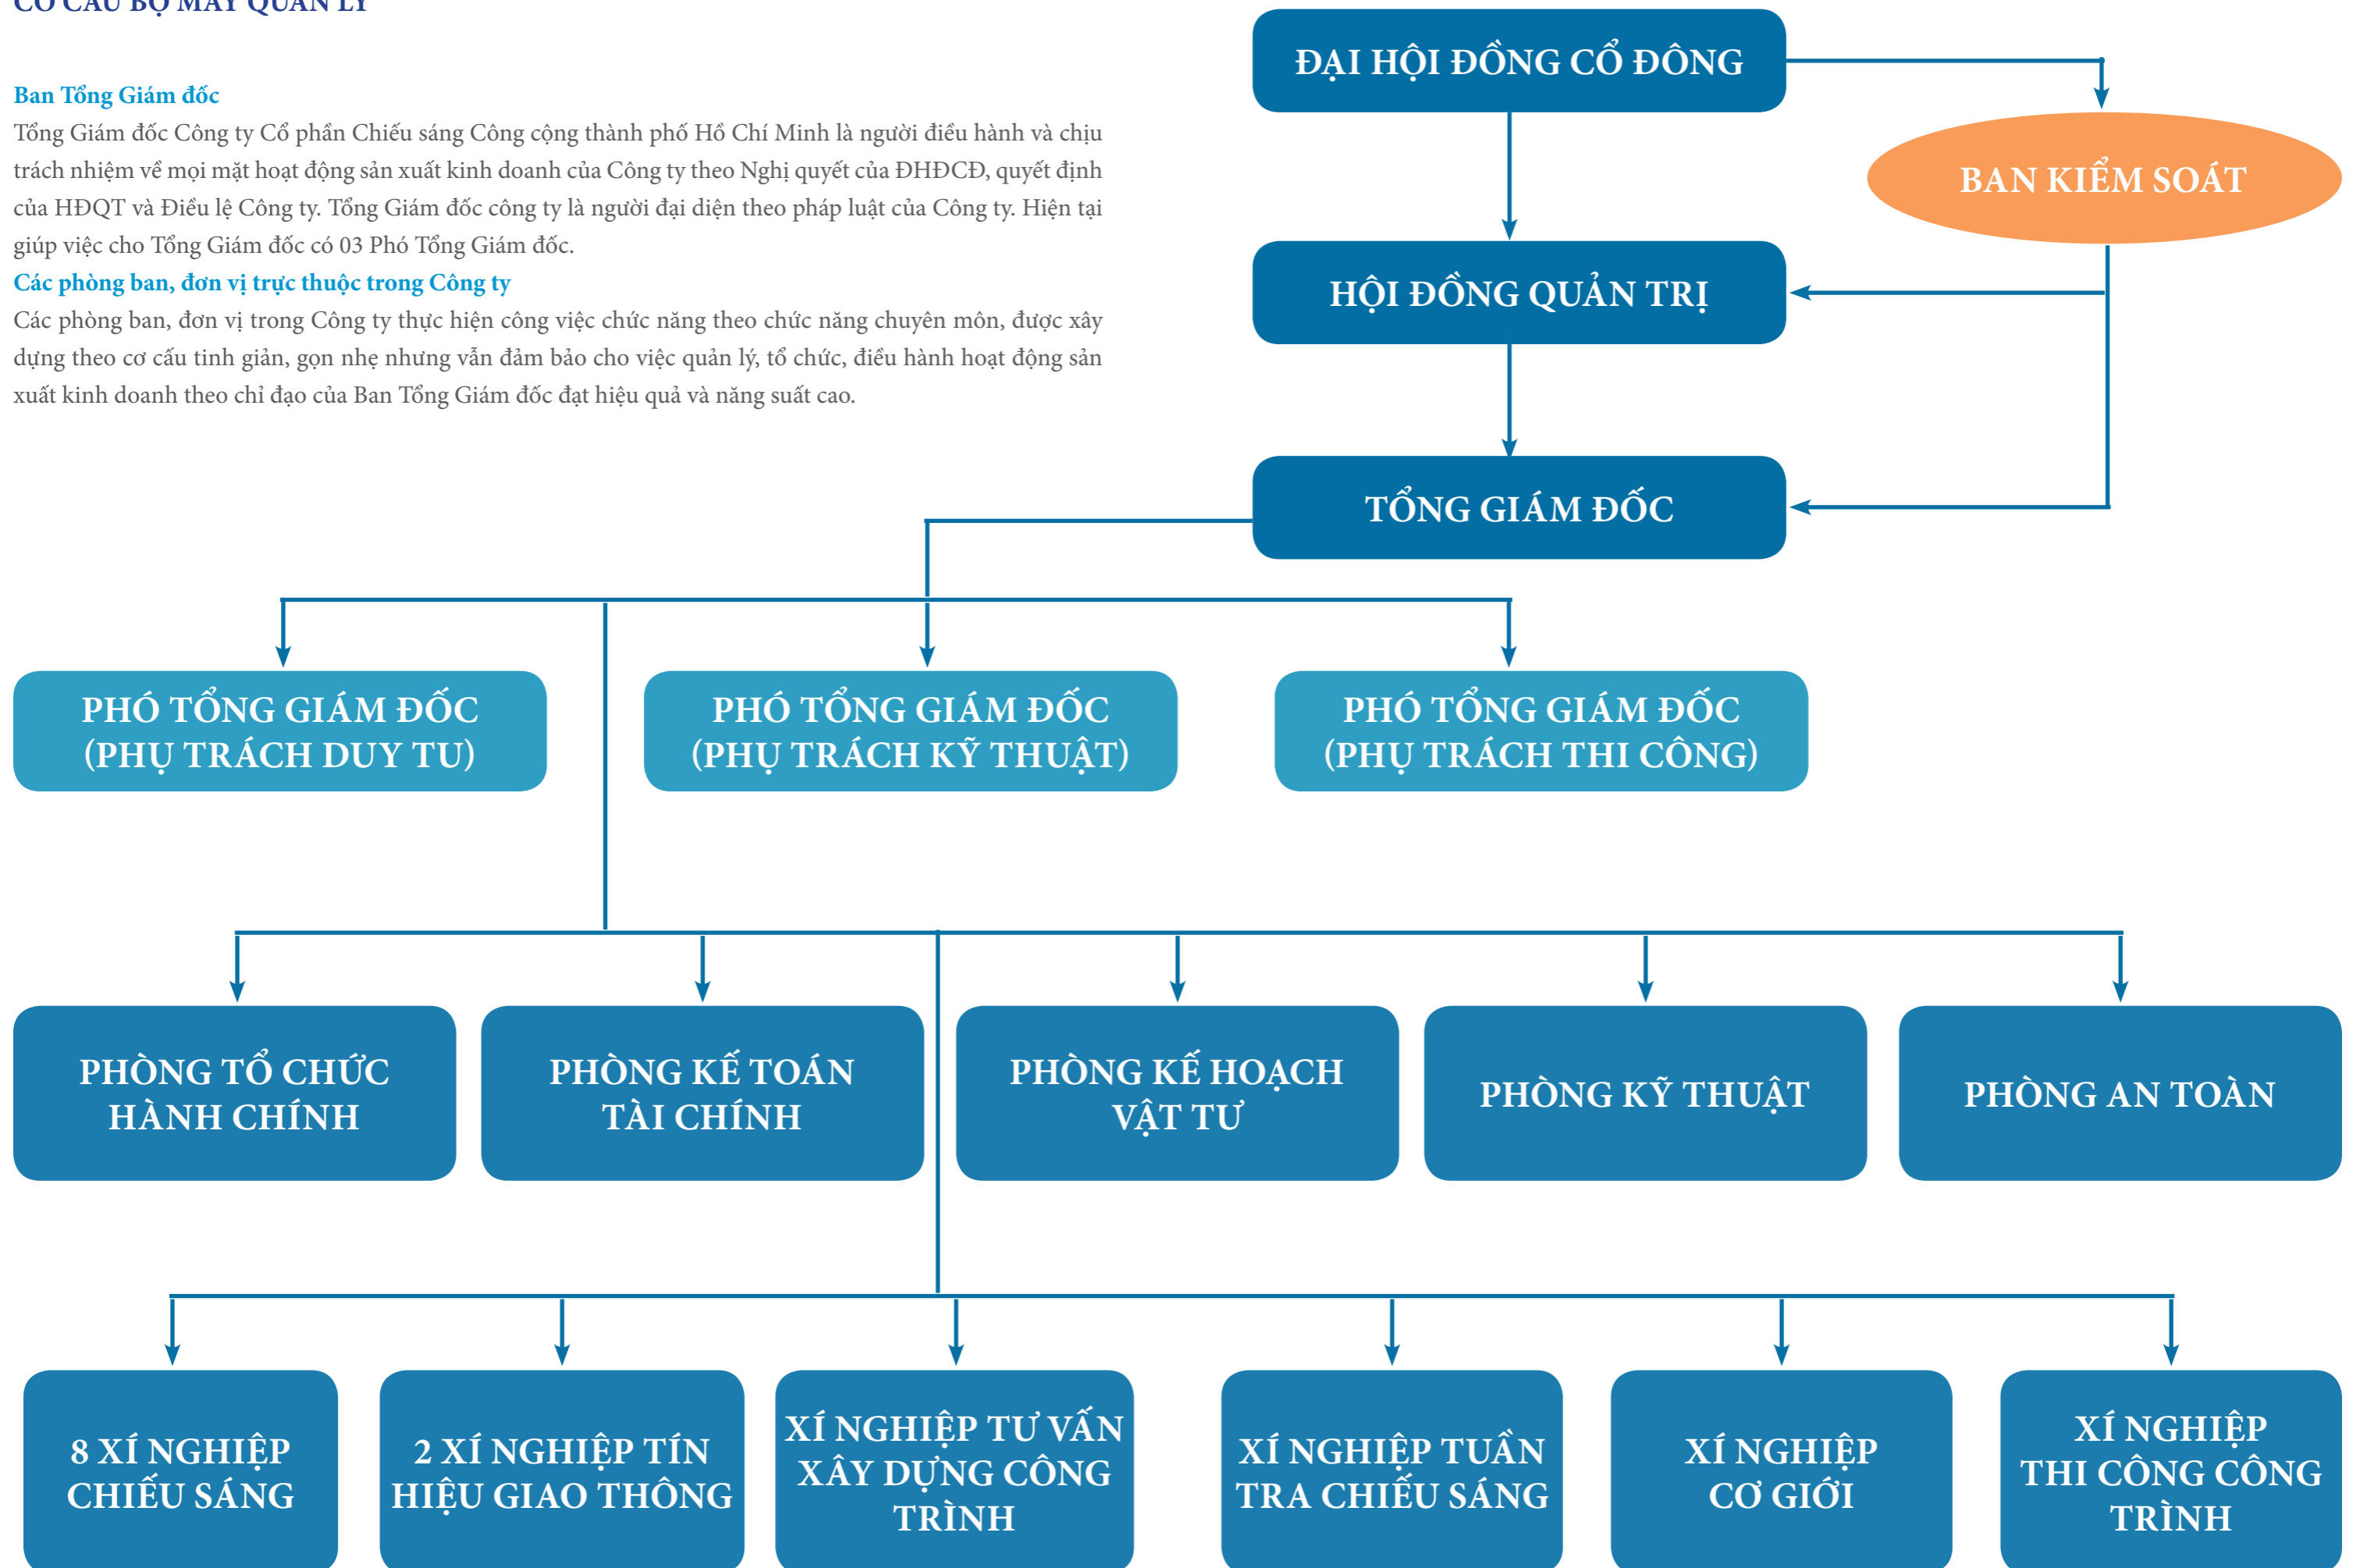 CƠ CẤU BỘ MÁY QUẢN LÝ
Ban Tổng Giám đốc
Tổng Giám đốc Công ty Cổ phần Chiếu sáng Công cộng thành phố Hồ Chí Minh là người điều hành và chịu
trách nhiệm về mọi mặt hoạt động sản xuất kinh doanh của Công ty theo Nghị quyết của ĐHĐCĐ, quyết định
của HĐQT và Điều lệ Công ty. Tổng Giám đốc công ty là người đại diện theo pháp luật của Công ty. Hiện tại
giúp việc cho Tổng Giám đốc có 03 Phó Tổng Giám đốc.
Các phòng ban, đơn vị trực thuộc trong Công ty
Các phòng ban, đơn vị trong Công ty thực hiện công việc chức năng theo chức năng chuyên môn, được xây
dựng theo cơ cấu tinh giản, gọn nhẹ nhưng vẫn đảm bảo cho việc quản lý, tổ chức, điều hành hoạt động sản
xuất kinh doanh theo chỉ đạo của Ban Tổng Giám đốc đạt hiệu quả và năng suất cao.
ĐẠI HỘI ĐỒNG CỔ ĐÔNG
BAN KIỂM SOÁT
HỘI ĐỒNG QUẢN TRỊ
TỔNG GIÁM ĐỐC
PHÓ TỔNG GIÁM ĐỐC
(PHỤ TRÁCH DUY TU)
PHÓ TỔNG GIÁM ĐỐC
(PHỤ TRÁCH KỸ THUẬT)
PHÓ TỔNG GIÁM ĐỐC
(PHỤ TRÁCH THI CÔNG)
PHÒNG TỔ CHỨC
HÀNH CHÍNH
PHÒNG KẾ TOÁN
TÀI CHÍNH
PHÒNG KẾ HOẠCH
VẬT TƯ
PHÒNG KỸ THUẬT
PHÒNG AN TOÀN
8 XÍ NGHIỆP
CHIẾU SÁNG
2 XÍ NGHIỆP TÍN
HIỆU GIAO THÔNG
XÍ NGHIỆP TƯ VẤN
XÂY DỰNG CÔNG
TRÌNH
XÍ NGHIỆP TUẦN
TRA CHIẾU SÁNG
XÍ NGHIỆP
CƠ GIỚI
XÍ NGHIỆP
THI CÔNG CÔNG
TRÌNH